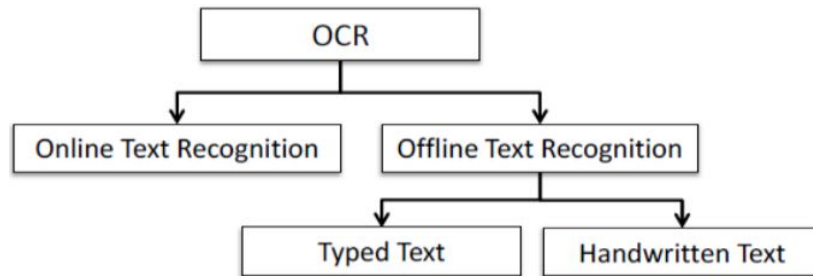 OCR
Online Text Recognition
Offline Text Recognition
Typed Text
Handwritten Text